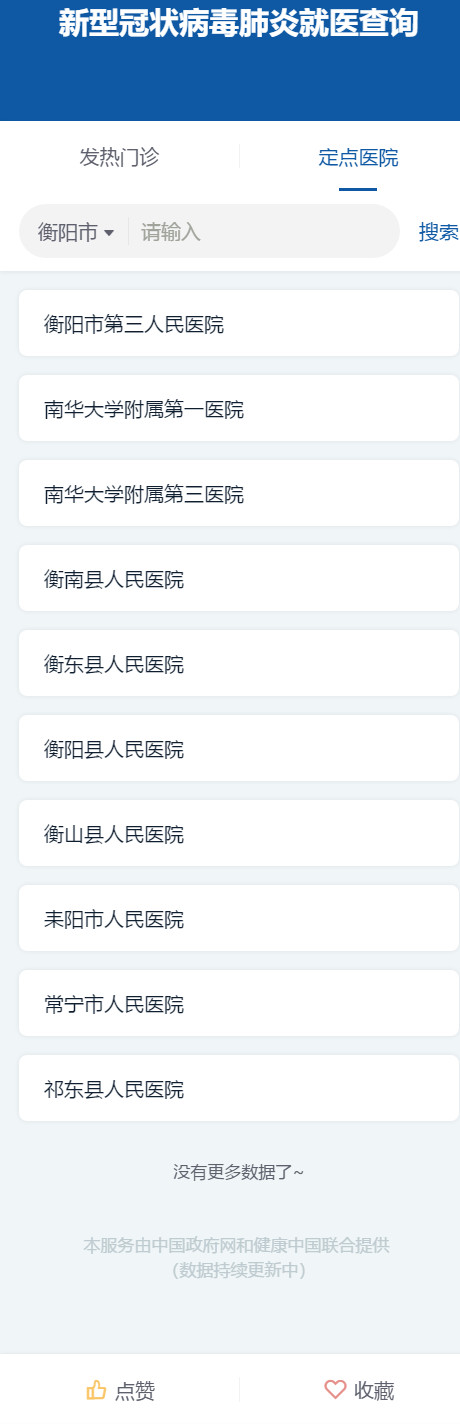 新型冠状病毒肺炎就医查询
发热门诊
定点医院
衡阳市
请输入
搜索
衡阳市第三人民医院
南华大学附属第一医院
南华大学附属第三医院
衡南县人民医院
衡东县人民医院
衡阳县人民医院
衡山县人民医院
耒阳市人民医院
常宁市人民医院
祁东县人民医院
没有更多数据了~
本服务由中国政府网和健康中国联合提供
（数据持续更新中）
点赞
收藏